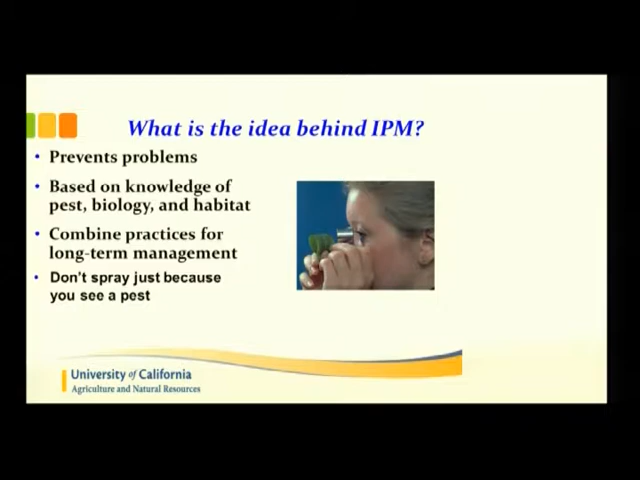 What is the idea behind IPM?
• Prevents problems
• Based on knowledge of
pest, biology, and habitat
• Combine practices for
long-term management
• Don't spray just because
you see a pest
University of California
Agriculture and Natural Resources